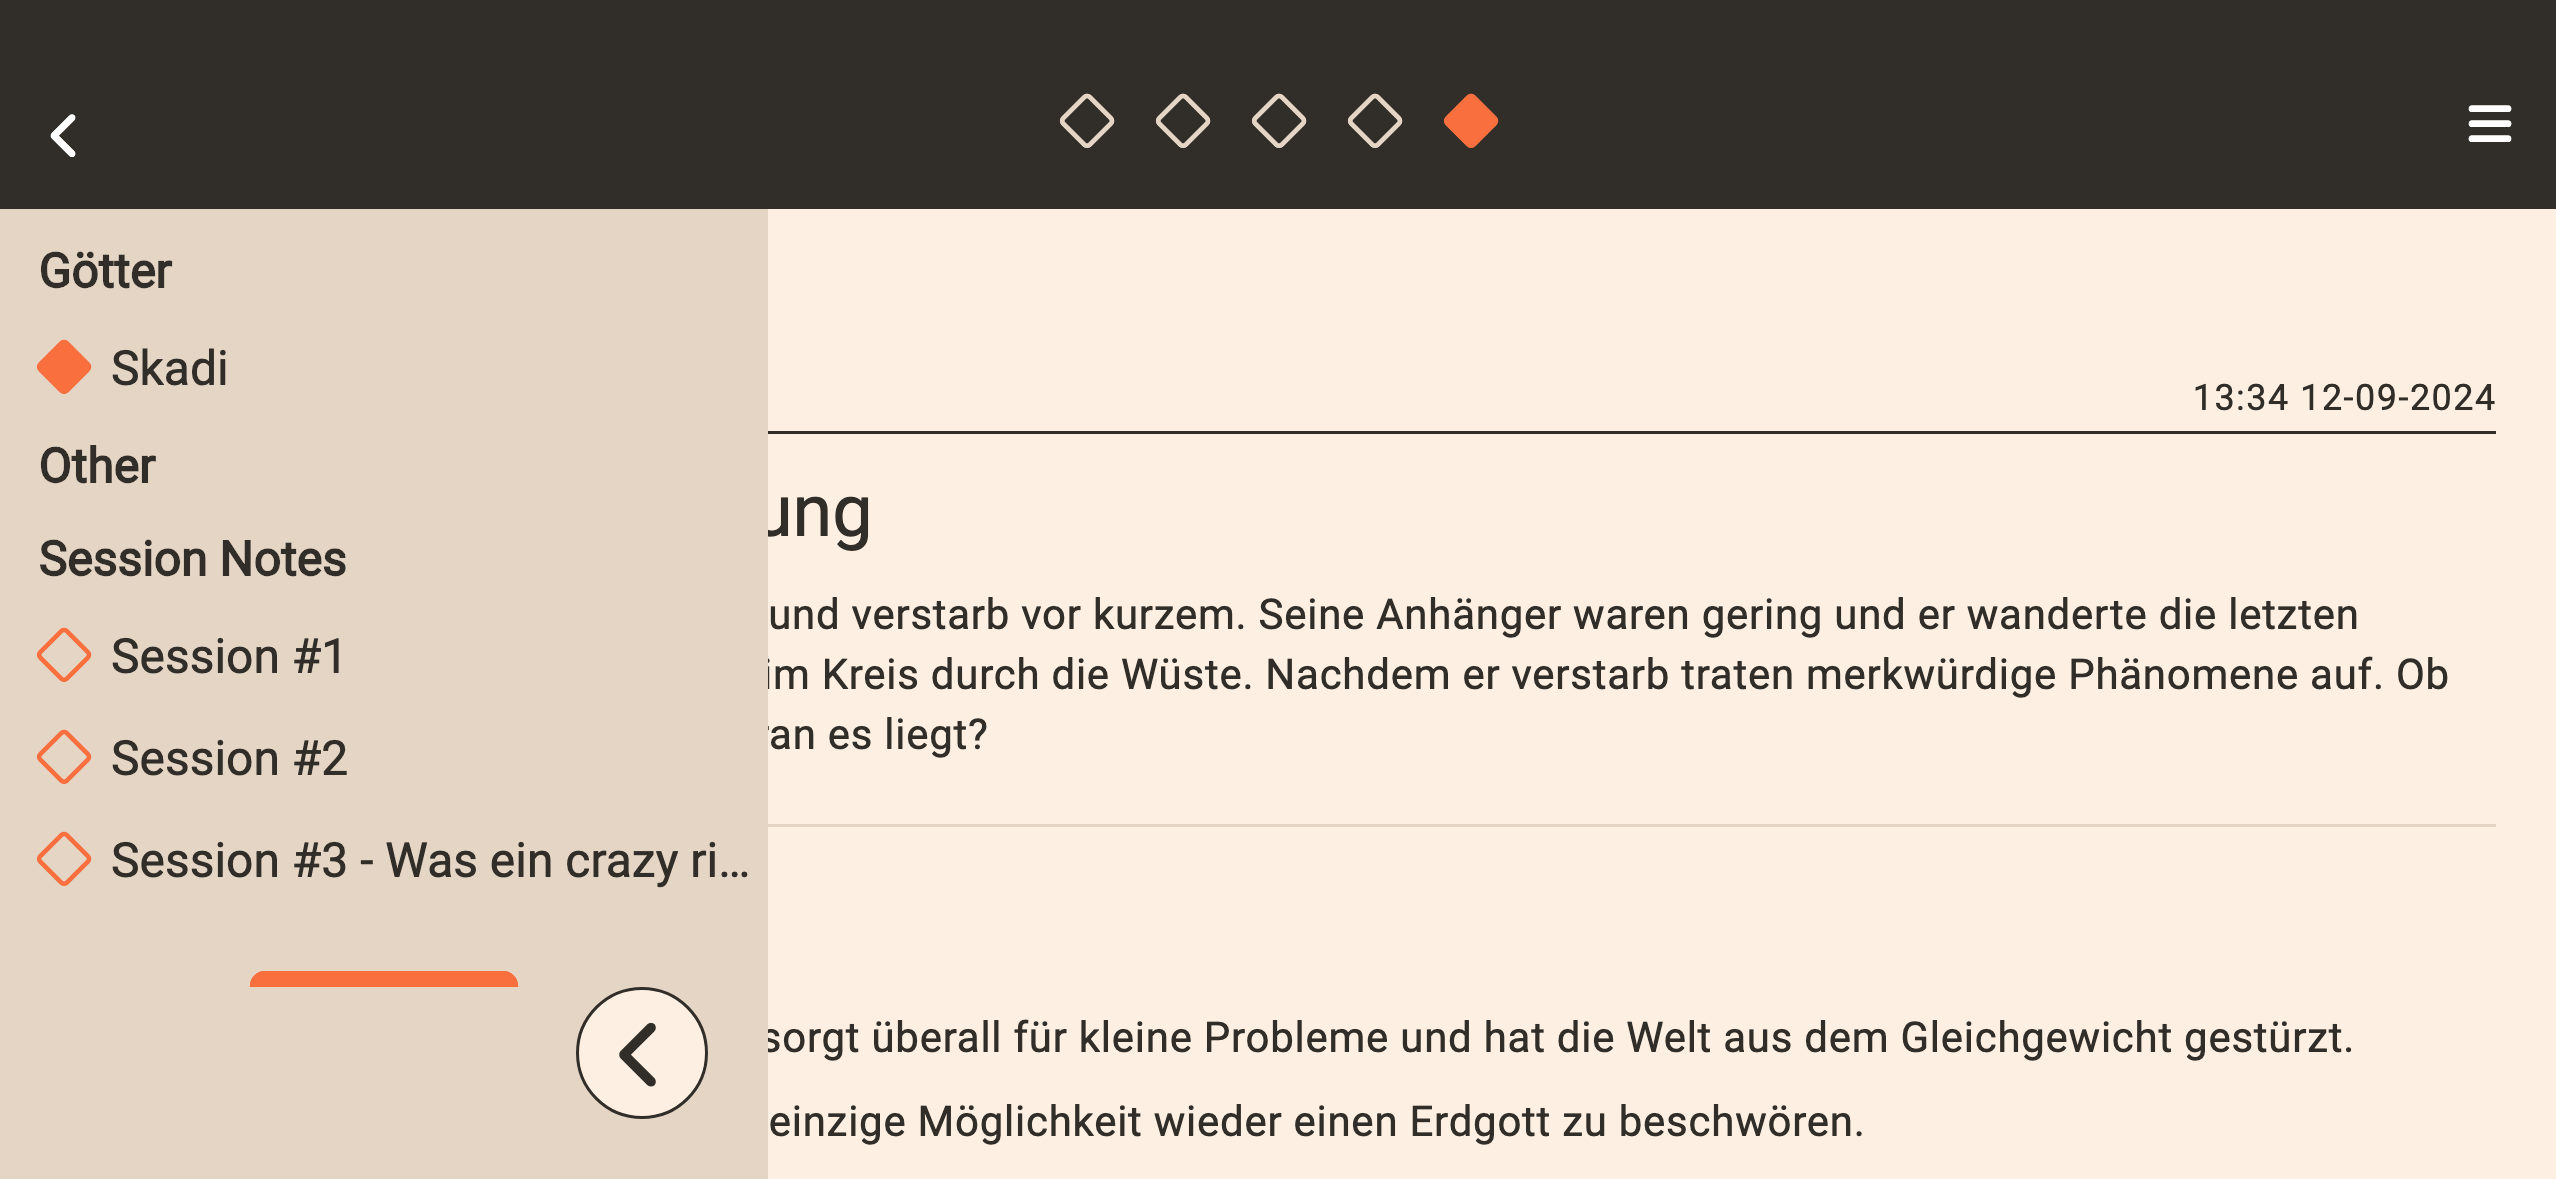 Götter
Skadi
Other
Session Notes
Session #1
Session #2
Session #3 - Was ein crazy ri...
13:34 12-09-2024
ung
und verstarb vor kurzem. Seine Anhänger waren gering und er wanderte die letzten
im Kreis durch die Wüste. Nachdem er verstarb traten merkwürdige Phänomene auf. Ob
ran es liegt?
sorgt überall für kleine Probleme und hat die Welt aus dem Gleichgewicht gestürzt.
einzige Möglichkeit wieder einen Erdgott zu beschwören.